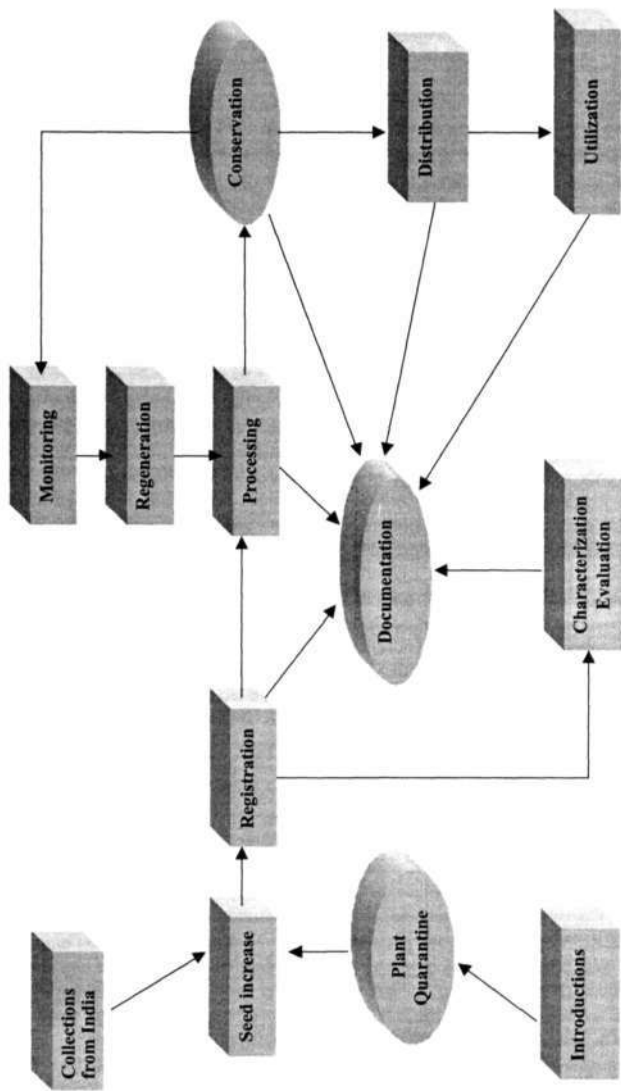 Collections
from India
Seed increase
Plant
Quarantine
Introductions
Registration
Monitoring
Regeneration
Processing
Documentation
Characterization
Evaluation
Conservation
Distribution
Utilization